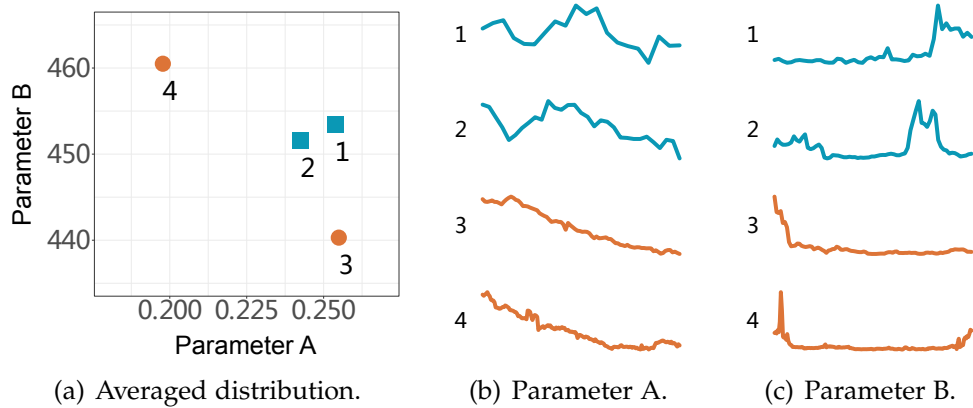 Parameter B
460
450
440
4
1
2
3
0.200 0.225 0.250
Parameter A
(a) Averaged distribution.
1
2
3
4
(b) Parameter A.
1
2
3
4
(c) Parameter B.